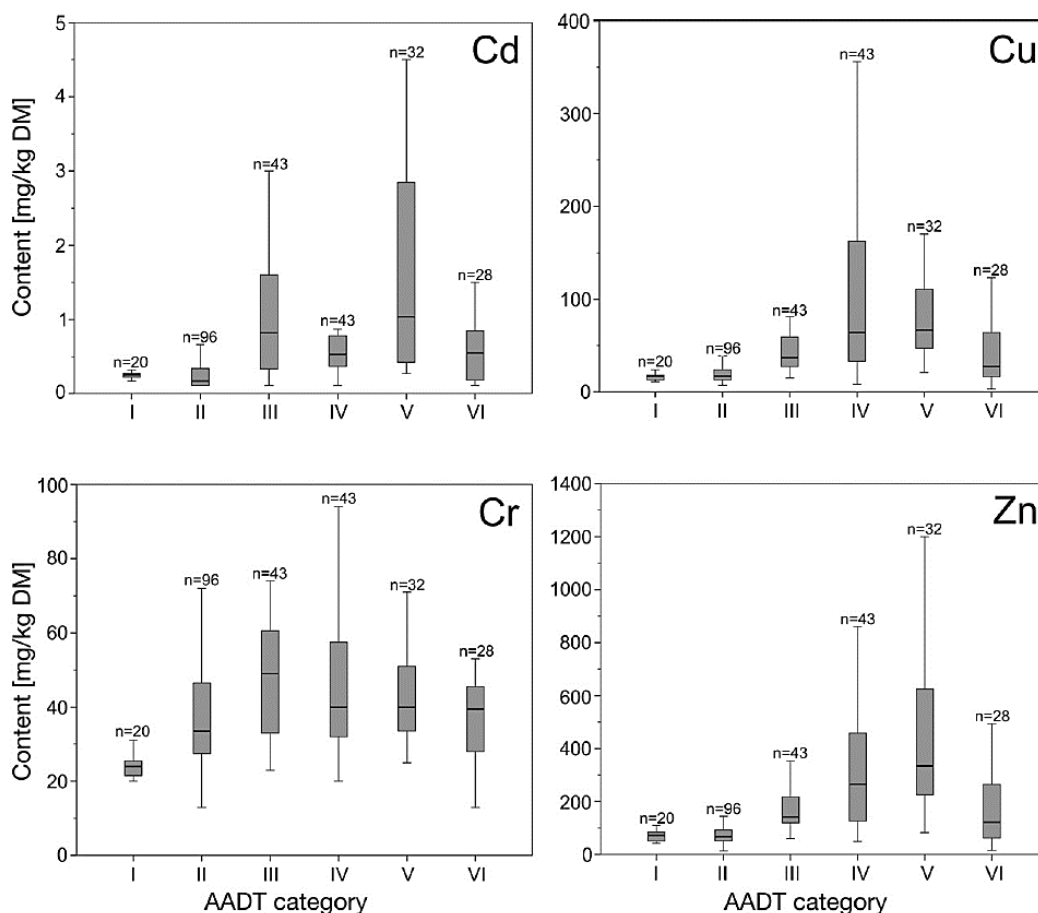 Cd
Content [mg/kg DM]
5
4
3
2
1
0
n=20
n=96
n=43
n=43
n=32
n=28
I
II
III
IV
V
VI
Cu
400
300
200
100
0
n=20
n=96
n=43
n=43
n=32
n=28
I
II
III
IV
V
VI
Cr
Content [mg/kg DM]
100
80
60
40
20
0
n=20
n=96
n=43
n=43
n=32
n=28
I
II
III
IV
V
VI
AADT category
Zn
1400
1200
1000
800
600
400
200
0
n=20
n=96
n=43
n=43
n=32
n=28
I
II
III
IV
V
VI
AADT category